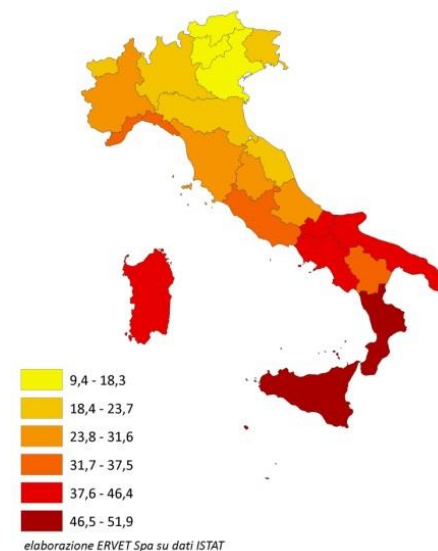 9,4 - 18,3
18,4 - 23,7
23,8 - 31,6
31,7 - 37,5
37,6 - 46,4
46,5 - 51,9
elaborazione ERVET Spa su dati ISTAT